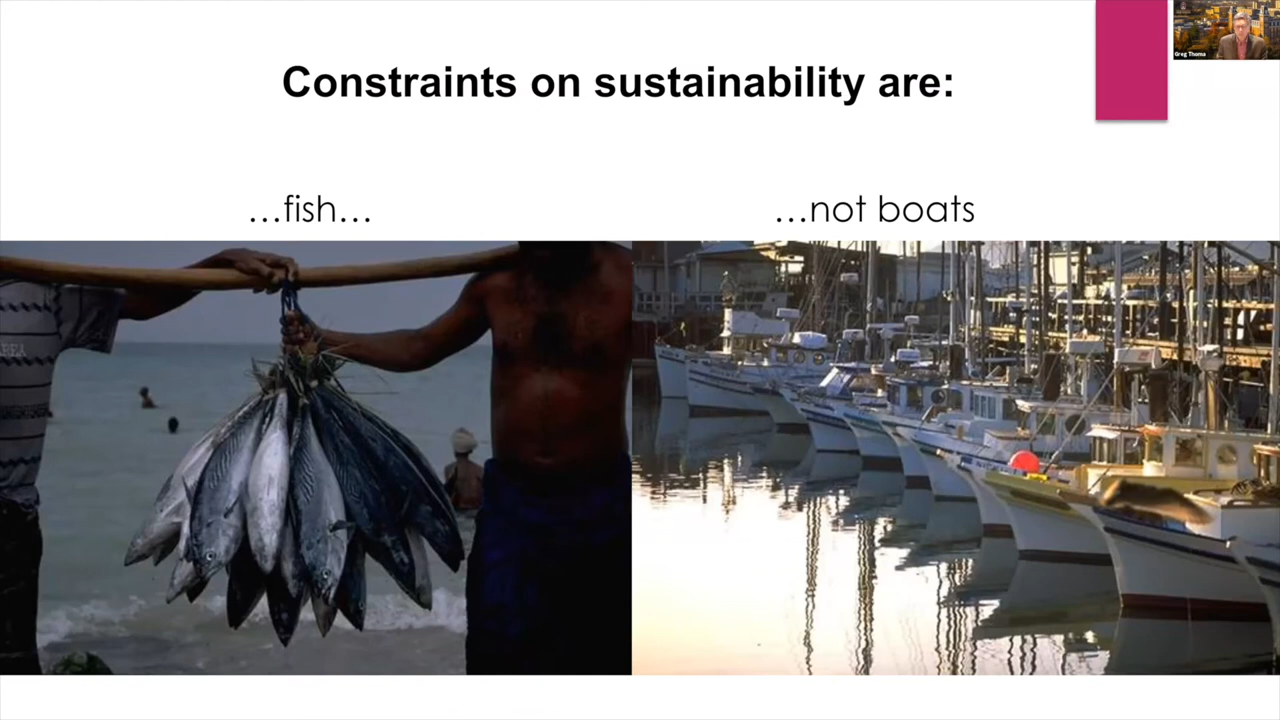 Greg Thoma
Constraints on sustainability are:
…fish…
…not boats